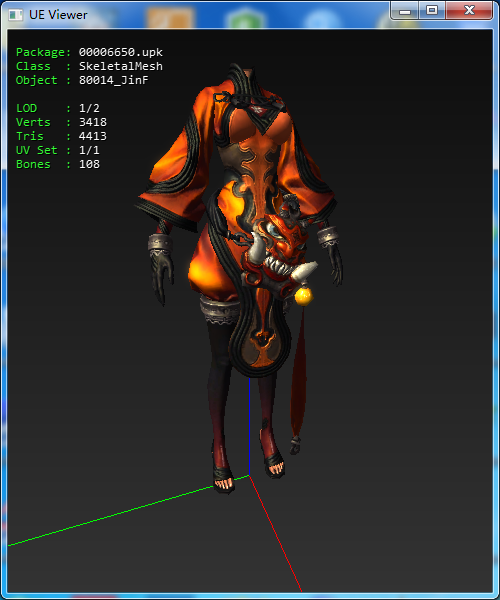 UE Viewer
Package: 00006650.upk
Class  : SkeletalMesh
Object : 80014_JinF
LOD    : 1/2
Verts  : 3418
Tris   : 4413
UV Set : 1/1
Bones  : 108